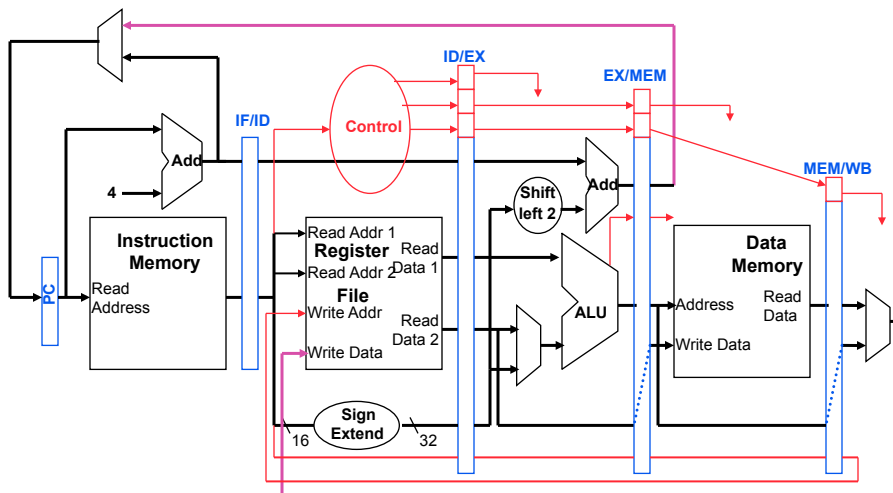 ID/EX
EX/MEM
IF/ID
Control
Add
4
Add
MEM/WB
Shift
left 2
Instruction
Memory
Read Addr 1
Register
Read
Data 1
Data
Memory
PC
Read
Address
Read Addr 2
File
Write Addr
Read
Data 2
ALU
Address
Read
Data
Write Data
Write Data
Sign
Extend
16
32